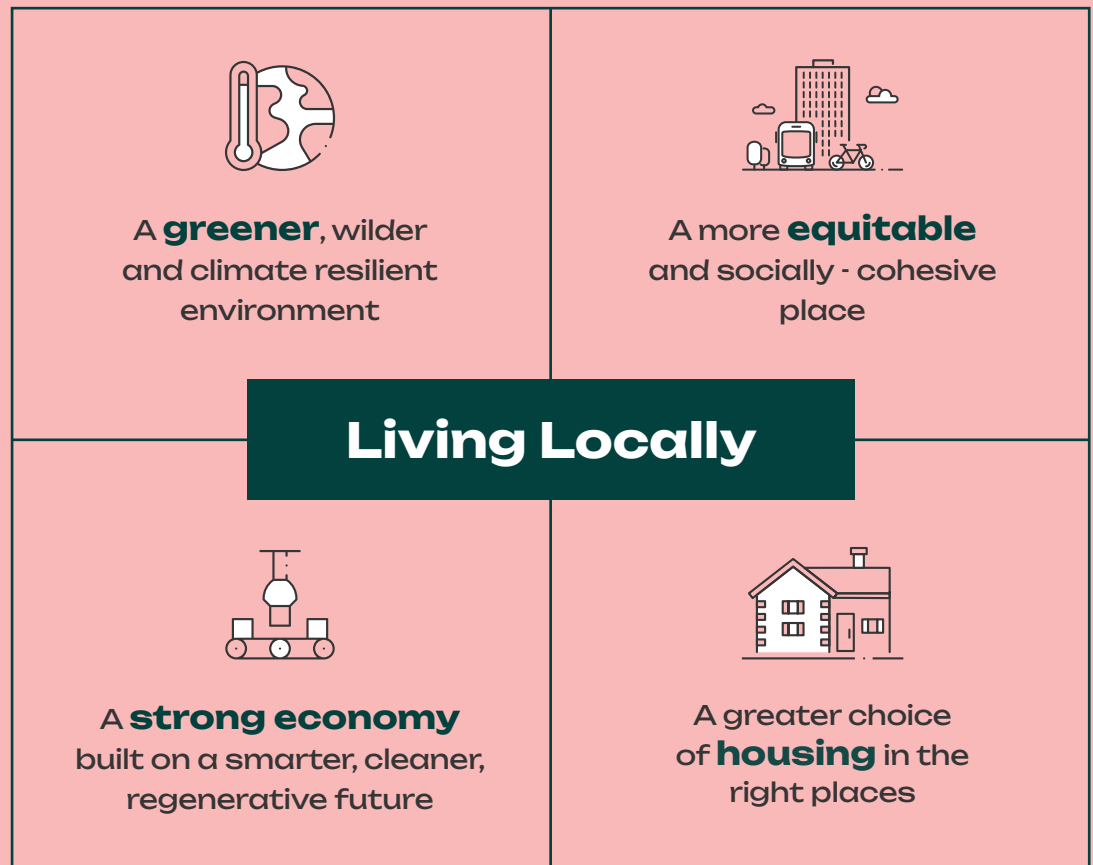 A greener, wilder
and climate resilient
environment
A more equitable
and socially - cohesive
place
Living Locally
A strong economy
built on a smarter, cleaner,
regenerative future
A greater choice
of housing in the
right places